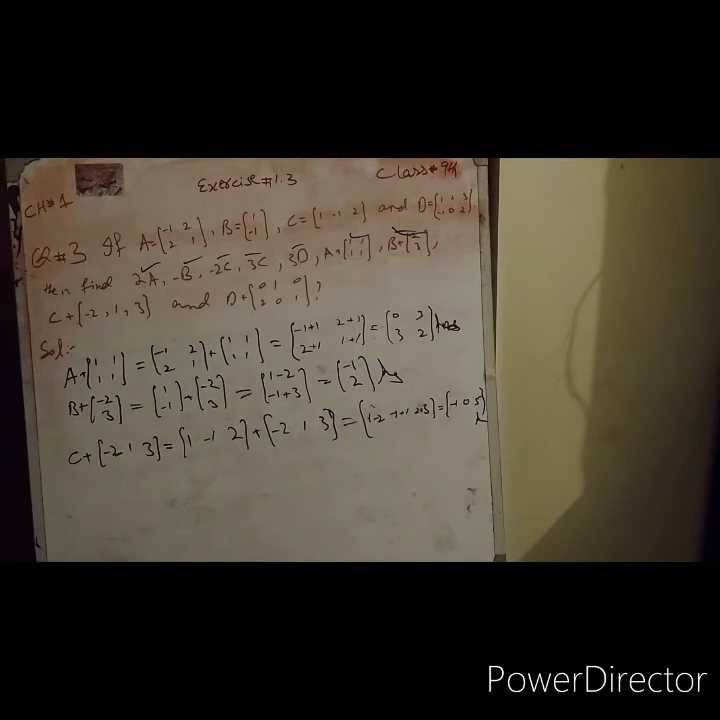 CH#1 Exercise#1.3 Class#9th
Q#3 If A=[-1 2 2 1], B=[1 -1], C=[1 -1 2] and D=[1 2 3 -1 0 2]
then find 2A, -B, -2C, 3C, 3D, A+[1 1 1 1], B+[-2 3],
C+[-2, 1, 3] and D+[0 1 0 2 0 1]?
Sol:-
A+[1 1 1 1] = [-1 2 2 1]+[1 1 1 1] = [-1+1 2+1 2+1 1+1] = [0 3 3 2] Ans
B+[-2 3] = [1 -1]+[-2 3] = [1-2 -1+3] = [-1 2] As
C+[-2 1 3]=[1 -1 2]+[-2 1 3]=[1-2 -1+1 2+3]=[-1 0 5]
PowerDirector